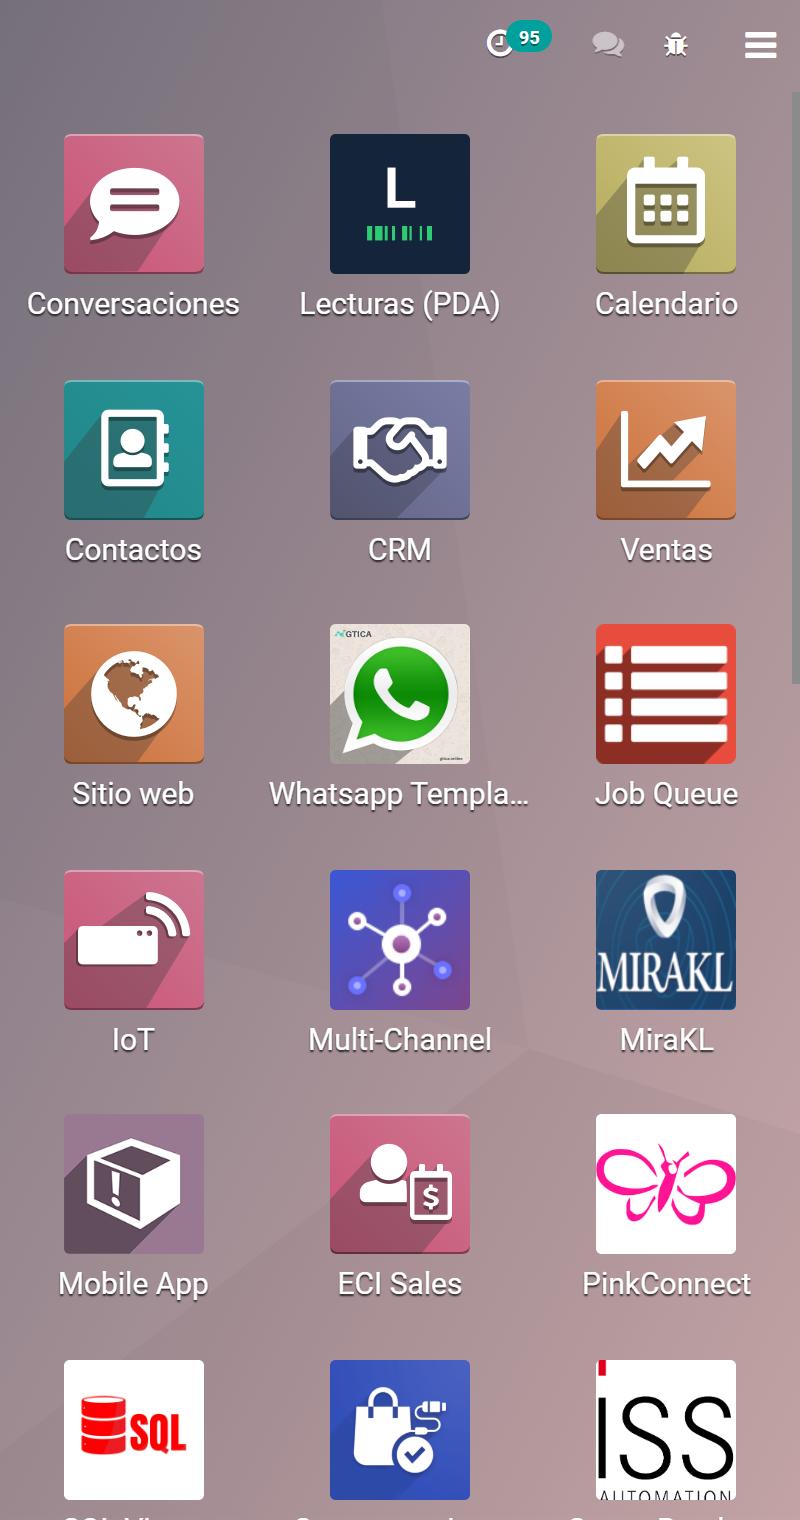 95
L
Conversaciones
Lecturas (PDA)
Calendario
Contactos
CRM
Ventas
GTICA
Sitio web
Whatsapp Templa...
Job Queue
MIRAKL
IoT
Multi-Channel
MiraKL
$
Mobile App
ECI Sales
PinkConnect
SQL
iSS
AUTOMATION